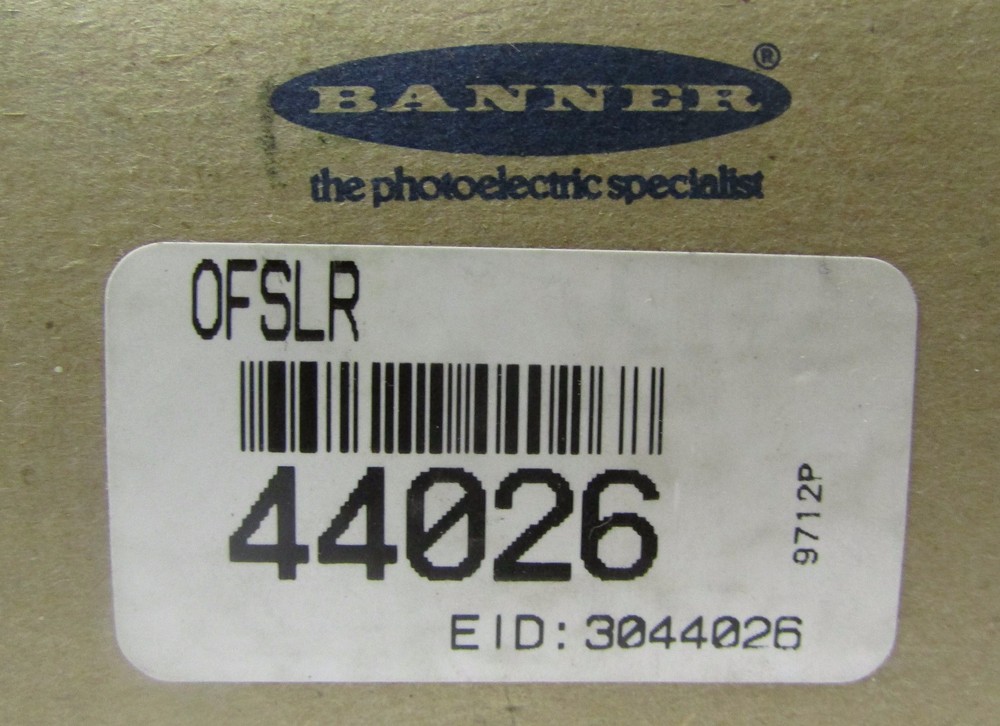 BANNER®
the photoelectric specialist
OFSLR
44026
9712P
EID: 3044026